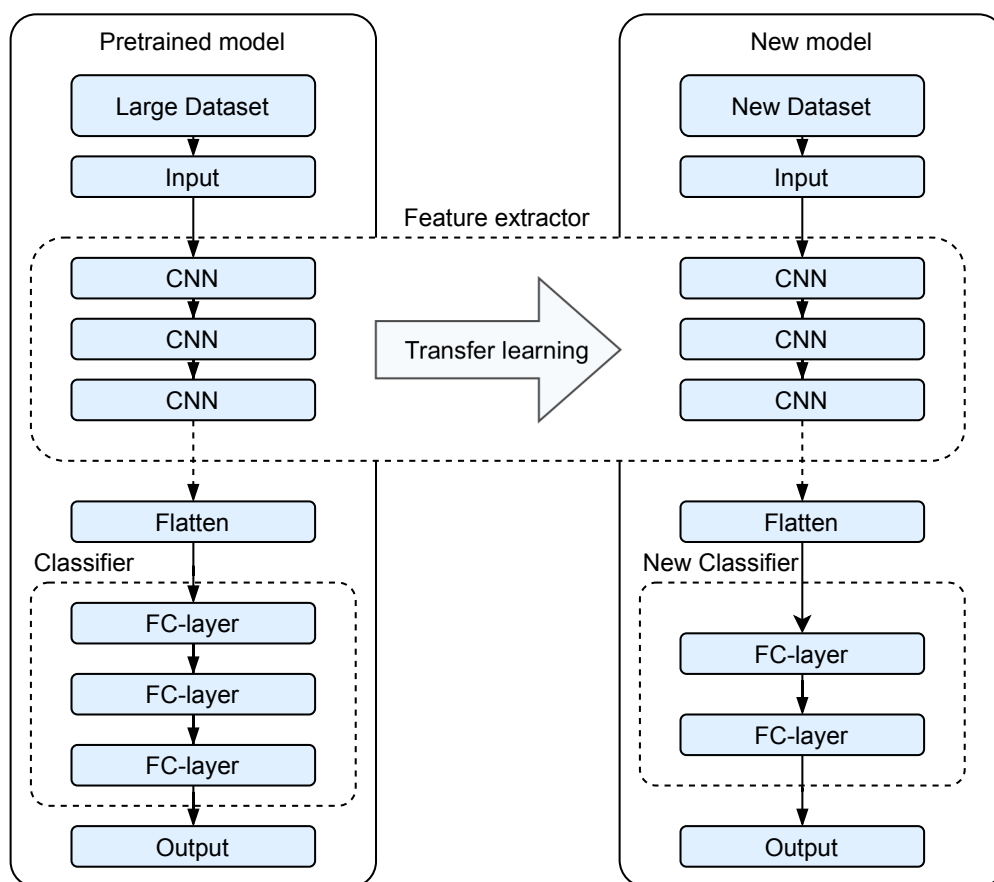 Pretrained model
Large Dataset
Input
Feature extractor
CNN
CNN
CNN
Flatten
Classifier
FC-layer
FC-layer
FC-layer
Output
Transfer learning
New model
New Dataset
Input
CNN
CNN
CNN
Flatten
New Classifier
FC-layer
FC-layer
Output